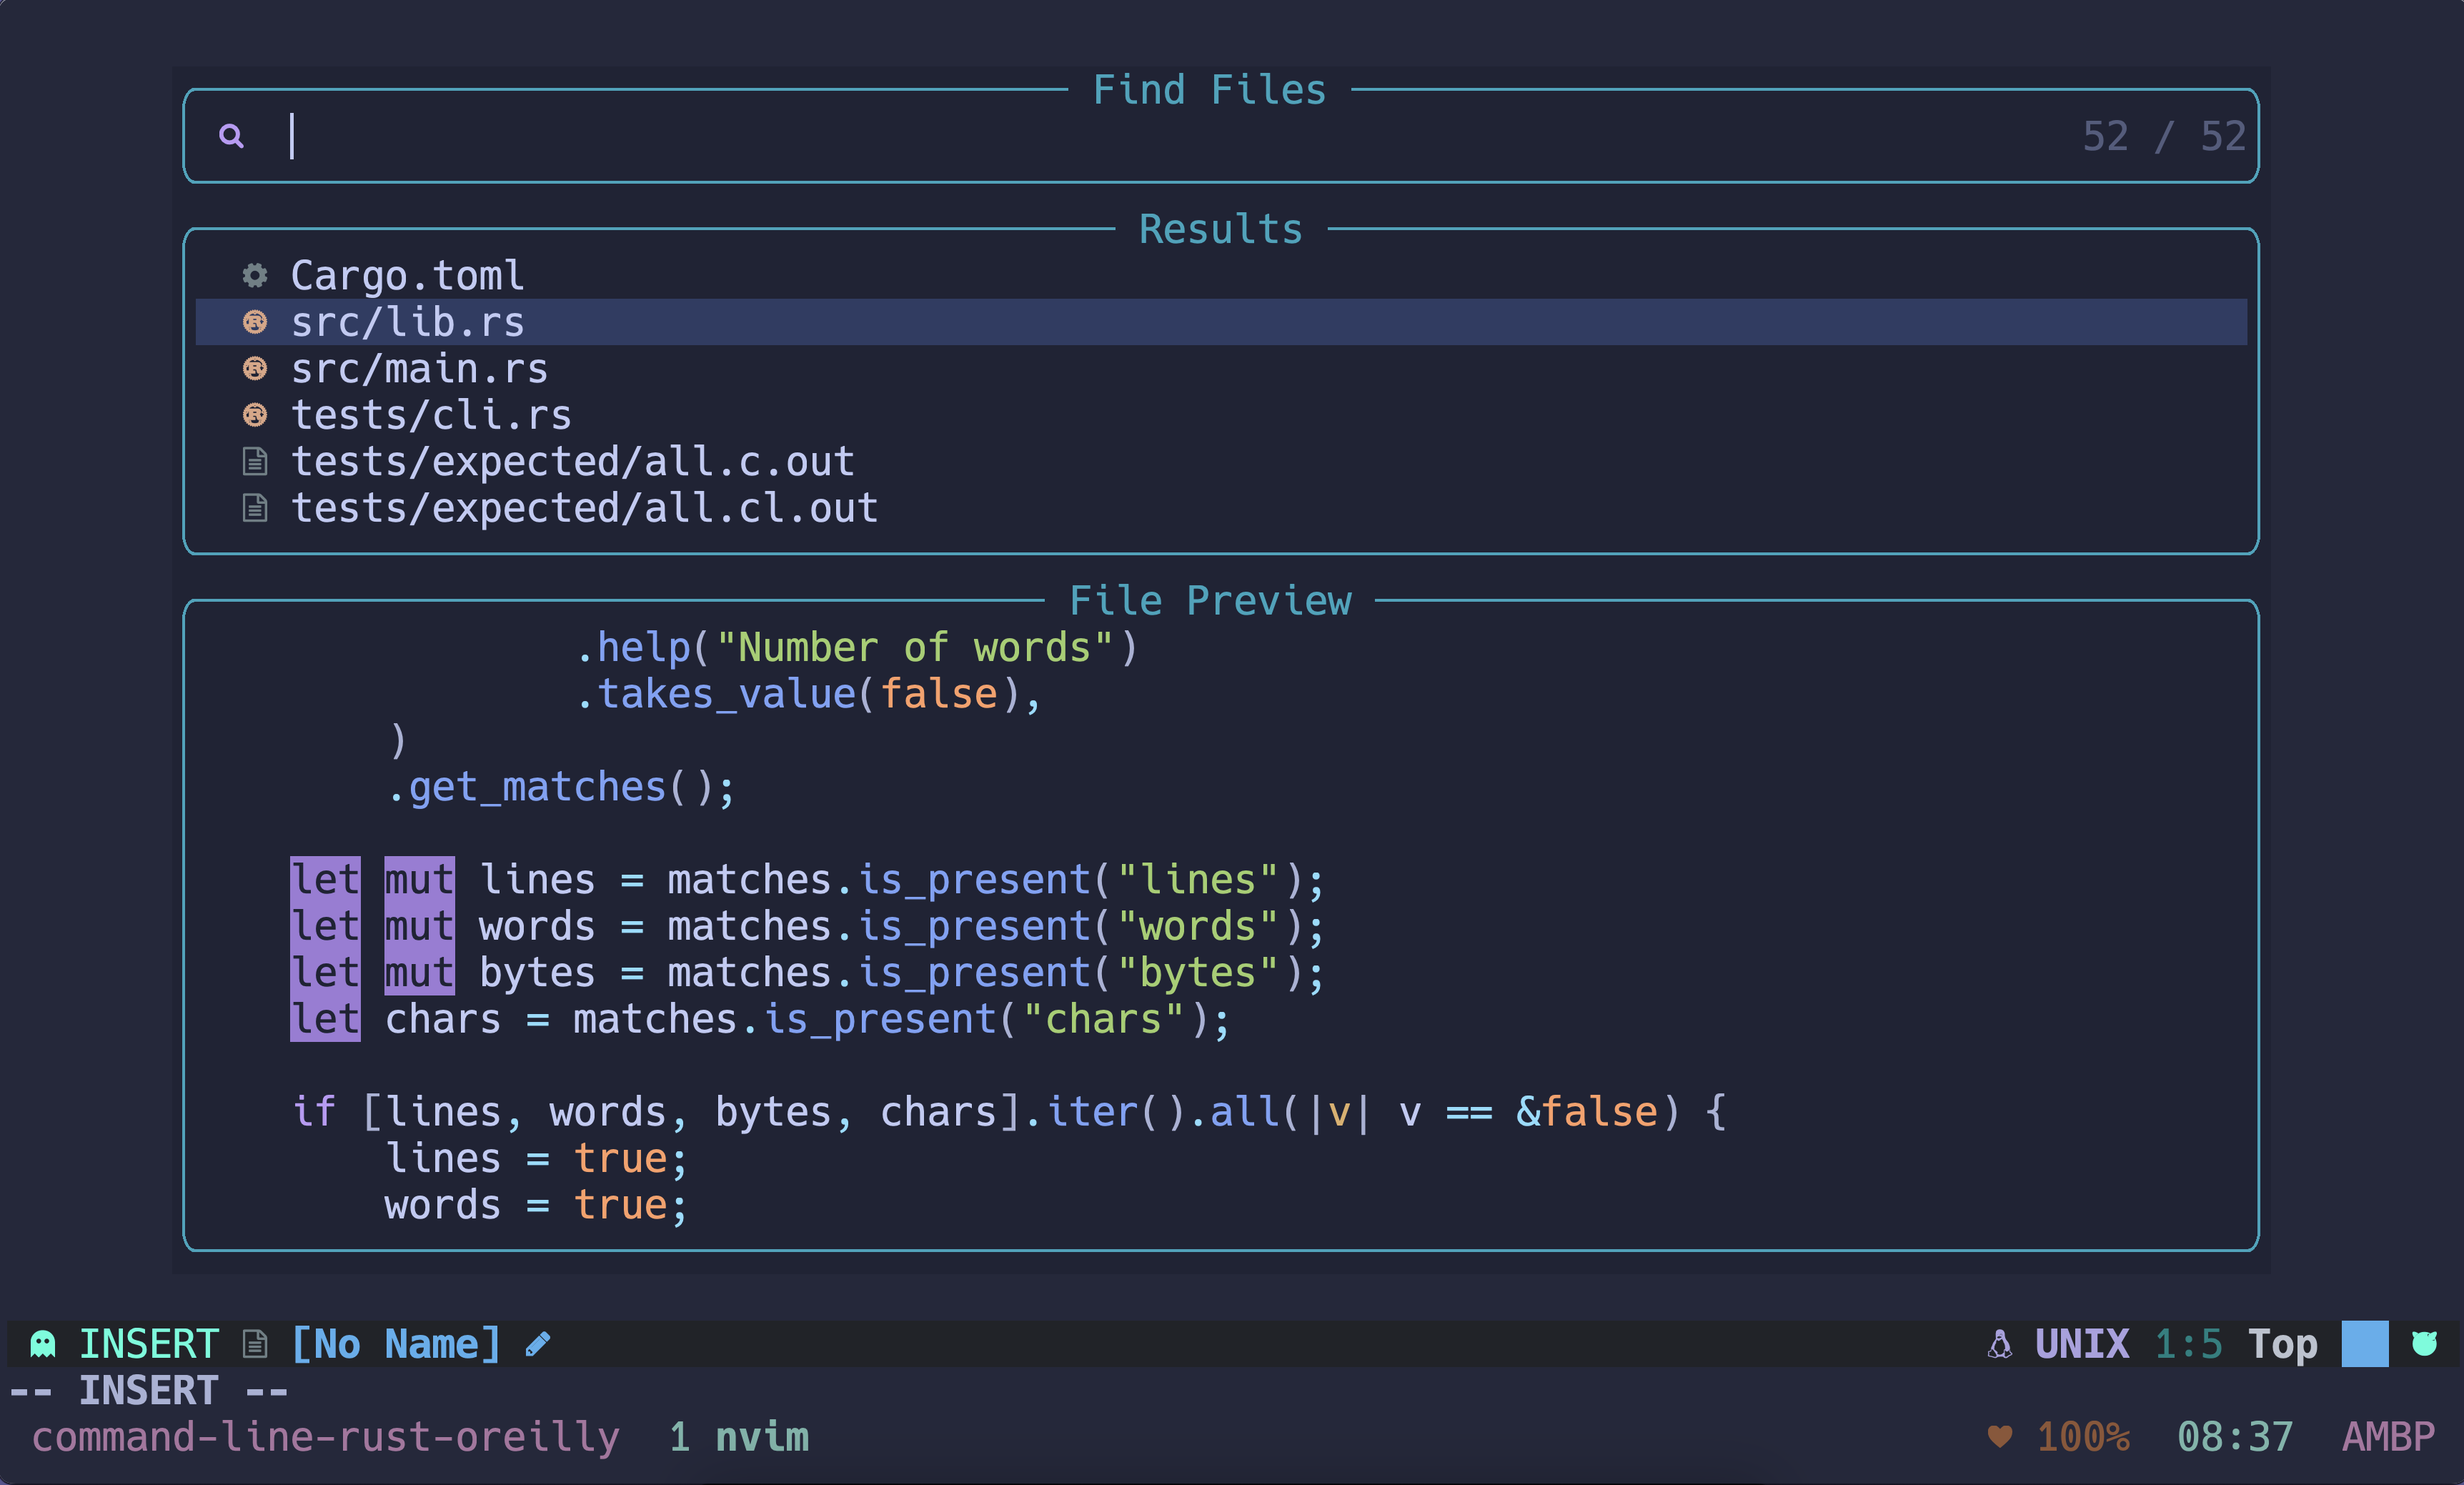 Find Files
52 / 52
Results
Cargo.toml
src/lib.rs
src/main.rs
tests/cli.rs
tests/expected/all.c.out
tests/expected/all.cl.out
File Preview
.help("Number of words")
.takes_value(false),
)
.get_matches();
let mut lines = matches.is_present("lines");
let mut words = matches.is_present("words");
let mut bytes = matches.is_present("bytes");
let chars = matches.is_present("chars");
if [lines, words, bytes, chars].iter().all(|v| v == &false) {
lines = true;
words = true;
INSERT [No Name] UNIX 1:5 Top
-- INSERT --
command-line-rust-oreilly 1 nvim 100% 08:37 AMBP